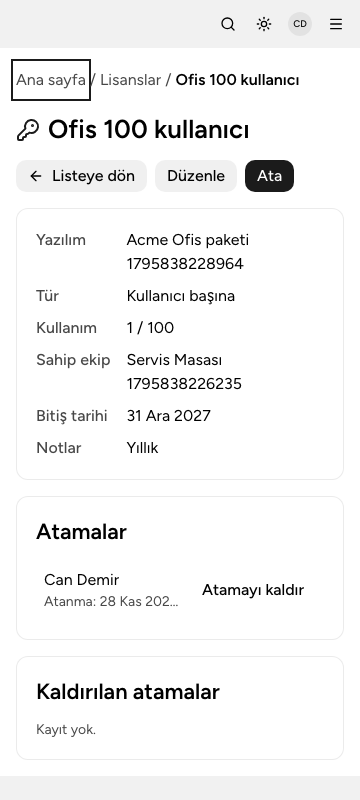 CD
Ana sayfa / Lisanslar / Ofis 100 kullanıcı
Ofis 100 kullanıcı
Listeye dön
Düzenle
Ata
Yazılım Acme Ofis paketi
1795838228964
Tür Kullanıcı başına
Kullanım 1 / 100
Sahip ekip Servis Masası
1795838226235
Bitiş tarihi 31 Ara 2027
Notlar Yıllık
Atamalar
Can Demir
Atanma: 28 Kas 202...
Atamayı kaldır
Kaldırılan atamalar
Kayıt yok.